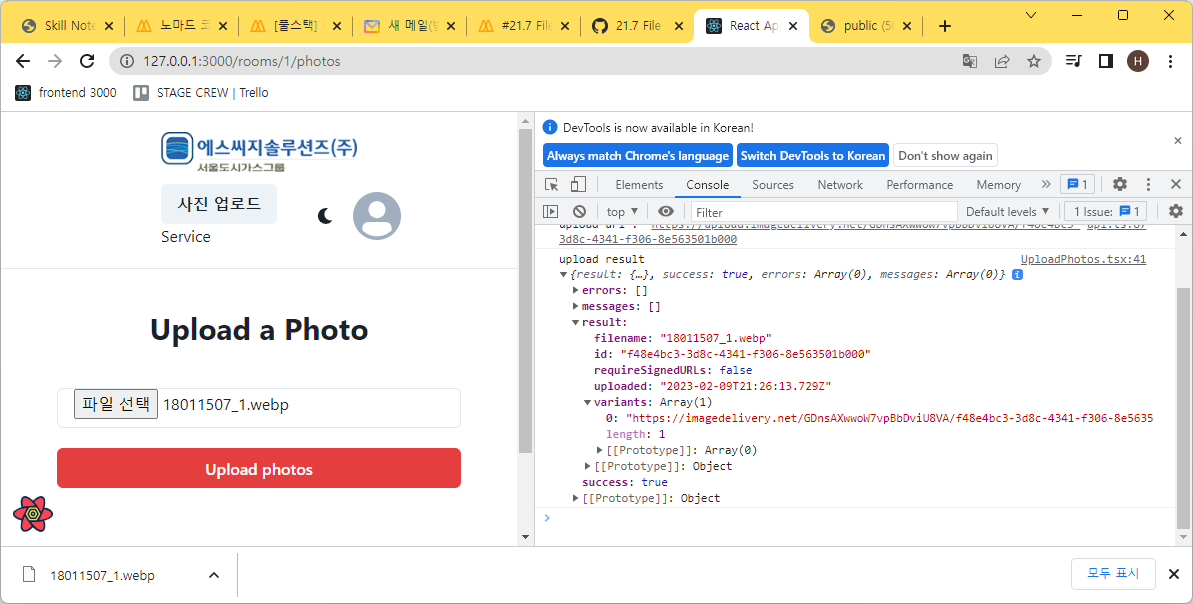 Skill Note
노마드 코
[풀스택]
새 메일(
#21.7 File
21.7 File
React Ap
public (5
127.0.0.1:3000/rooms/1/photos
H
frontend 3000
STAGE CREW | Trello
에스씨지솔루션즈(주)
서울도시가스그룹
사진 업로드
Service
Upload a Photo
파일 선택 18011507_1.webp
Upload photos
DevTools is now available in Korean!
Always match Chrome's language
Switch DevTools to Korean
Don't show again
Elements
Console
Sources
Network
Performance
Memory
1
top
Filter
Default levels
1 Issue: 1
3d8c-4341-f306-8e563501b000
upload result UploadPhotos.tsx:41
{result: {…}, success: true, errors: Array(0), messages: Array(0)}
errors: []
messages: []
result:
filename: "18011507_1.webp"
id: "f48e4bc3-3d8c-4341-f306-8e563501b000"
requireSignedURLs: false
uploaded: "2023-02-09T21:26:13.729Z"
variants: Array(1)
0: "https://imagedelivery.net/GDnsAXwwoW7vpBbDviU8VA/f48e4bc3-3d8c-4341-f306-8e5635
length: 1
[[Prototype]]: Array(0)
[[Prototype]]: Object
success: true
[[Prototype]]: Object
18011507_1.webp
모두 표시